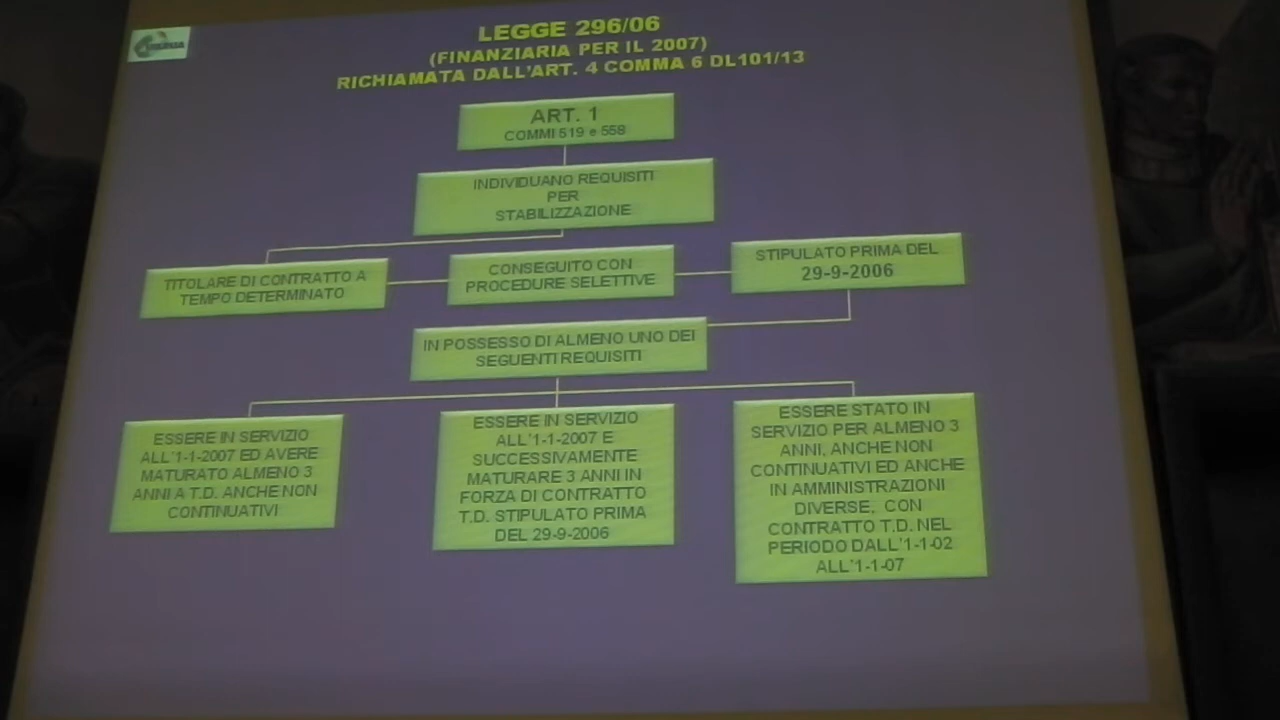 LEGGE 296/06
(FINANZIARIA PER IL 2007)
RICHIAMATA DALL'ART. 4 COMMA 6 DL101/13
ART. 1
COMMI 519 e 558
INDIVIDUANO REQUISITI
PER
STABILIZZAZIONE
TITOLARE DI CONTRATTO A
TEMPO DETERMINATO
CONSEGUITO CON
PROCEDURE SELETTIVE
STIPULATO PRIMA DEL
29-9-2006
IN POSSESSO DI ALMENO UNO DEI
SEGUENTI REQUISITI
ESSERE IN SERVIZIO
ALL'1-1-2007 ED AVERE
MATURATO ALMENO 3
ANNI A T.D. ANCHE NON
CONTINUATIVI
ESSERE IN SERVIZIO
ALL'1-1-2007 E
SUCCESSIVAMENTE
MATURARE 3 ANNI IN
FORZA DI CONTRATTO
T.D. STIPULATO PRIMA
DEL 29-9-2006
ESSERE STATO IN
SERVIZIO PER ALMENO 3
ANNI, ANCHE NON
CONTINUATIVI ED ANCHE
IN AMMINISTRAZIONI
DIVERSE, CON
CONTRATTO T.D. NEL
PERIODO DALL'1-1-02
ALL'1-1-07